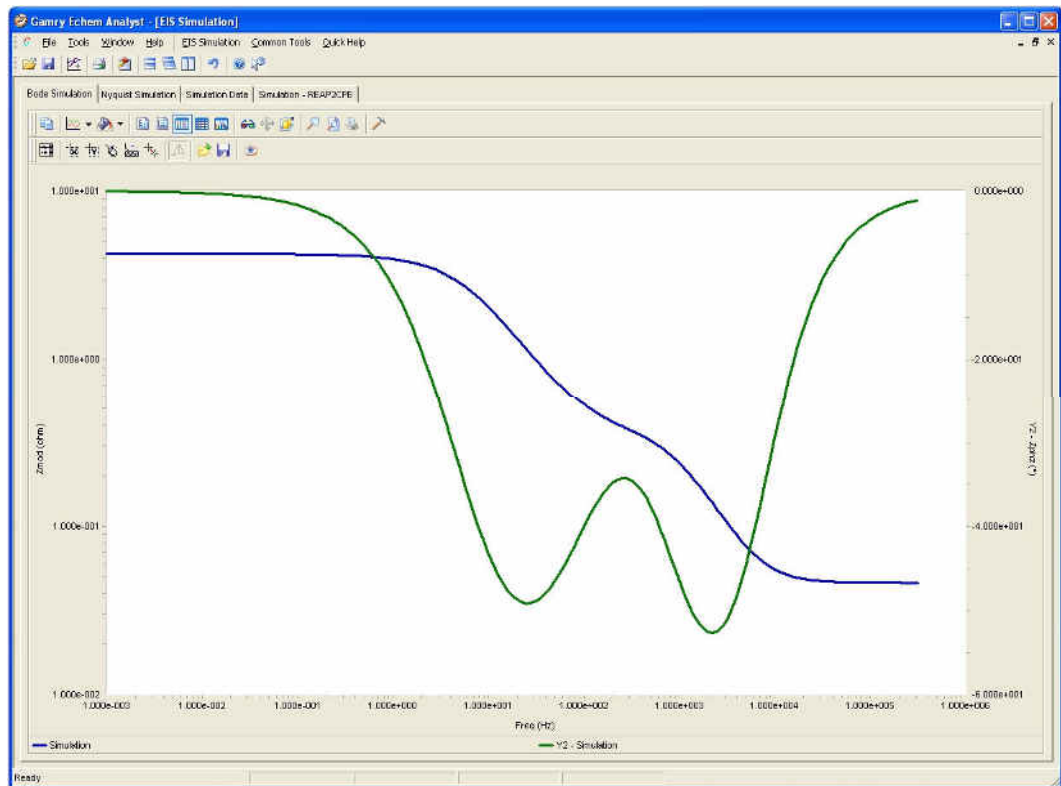 Gamry Echem Analyst - [EIS Simulation]
File Tools Window Help EIS Simulation Common Tools Quick Help
Bode Simulation Nyquist Simulation Simulation Data Simulation - REAP2CPE
1.000e+001
1.000e+000
1.000e-001
1.000e-002
Zmod (ohm)
0.000e+000
-2.000e+001
-4.000e+001
-6.000e+001
Y2 - Zphz (°)
1.000e-003 1.000e-002 1.000e-001 1.000e+000 1.000e+001 1.000e+002 1.000e+003 1.000e+004 1.000e+005 1.000e+006
Freq (Hz)
Simulation Y2 - Simulation
Ready